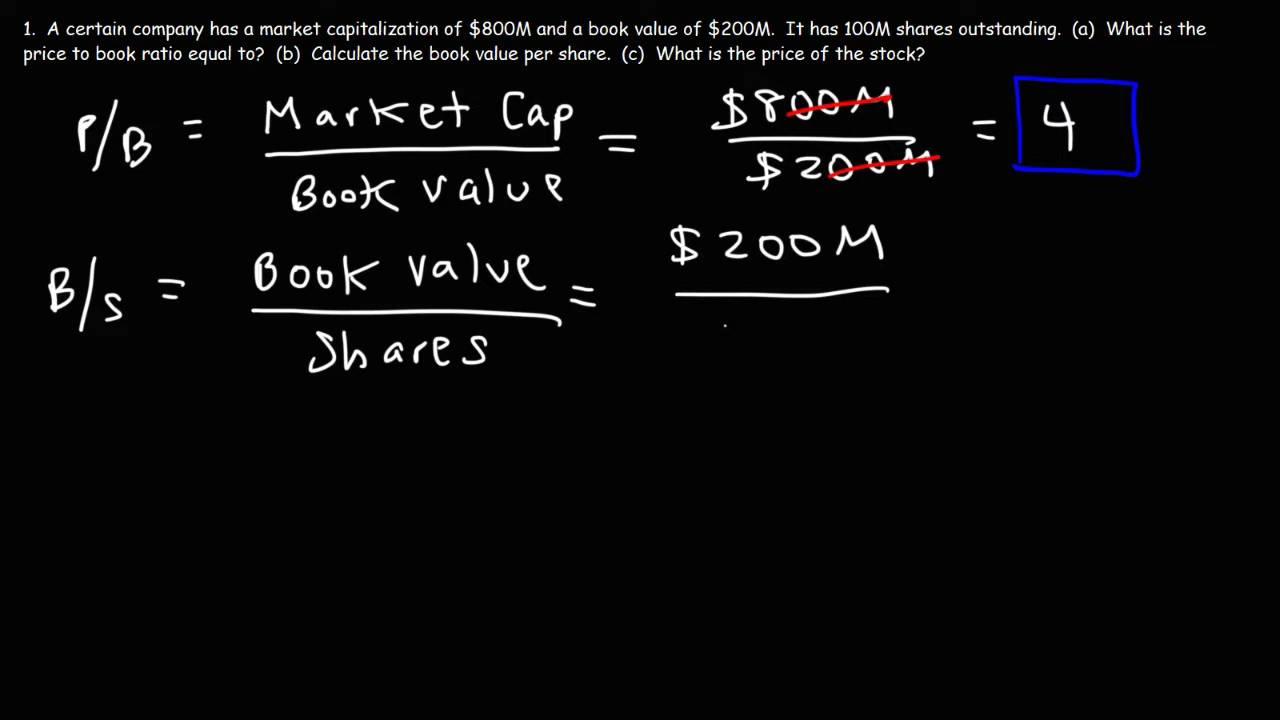 1. A certain company has a market capitalization of $800M and a book value of $200M. It has 100M shares outstanding. (a) What is the
price to book ratio equal to? (b) Calculate the book value per share. (c) What is the price of the stock?
P/B = Market Cap / Book Value = $800M / $200M = 4
B/S = Book Value / Shares = $200M